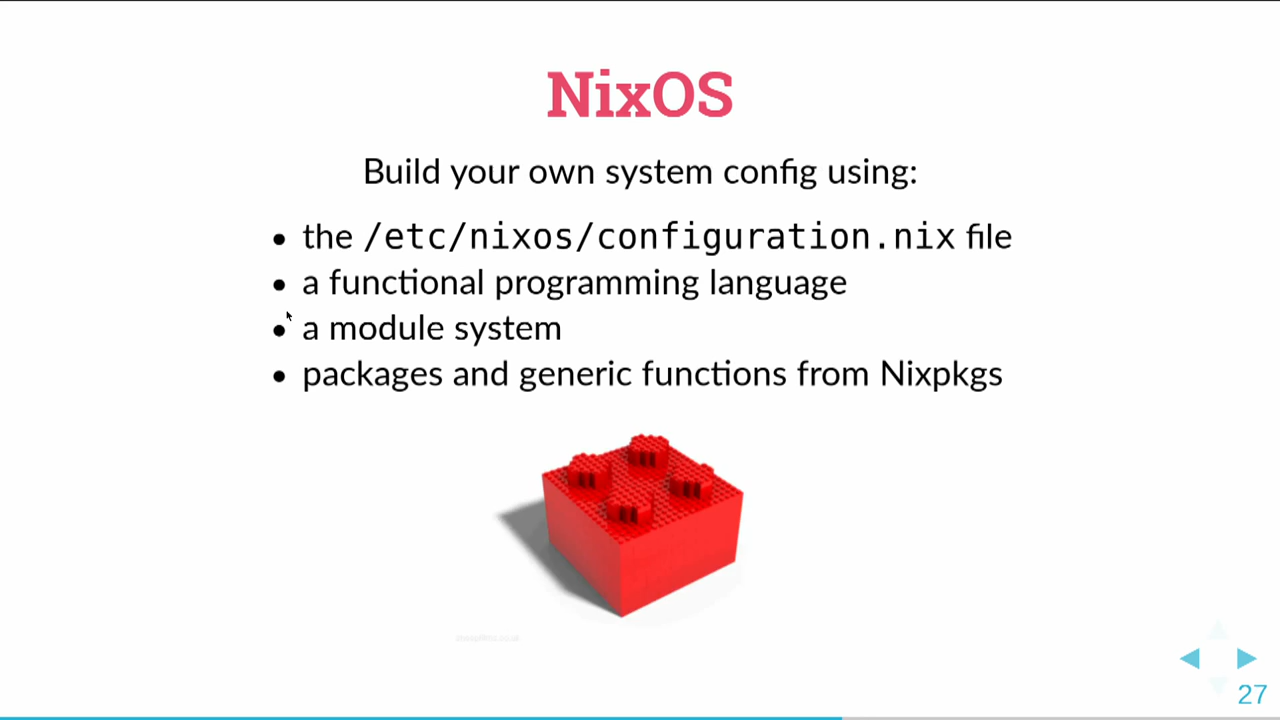 NixOS
Build your own system config using:
• the /etc/nixos/configuration.nix file
• a functional programming language
• a module system
• packages and generic functions from Nixpkgs
27